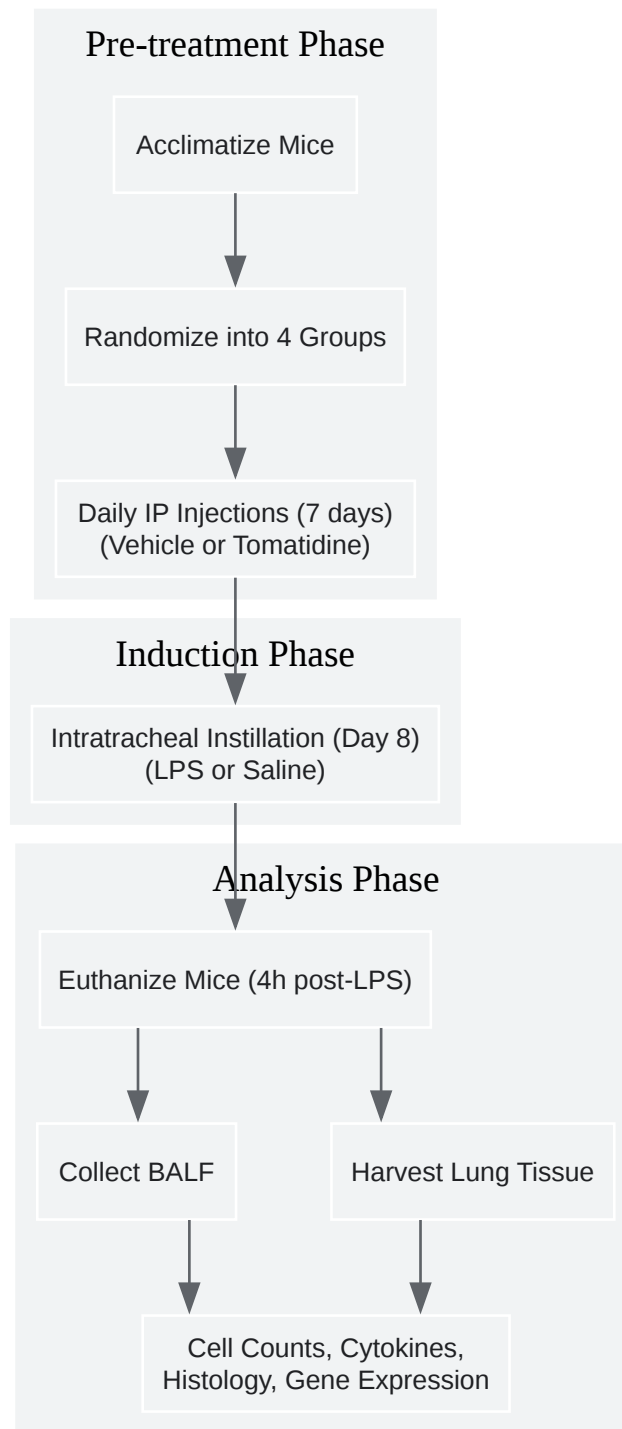 Pre-treatment Phase
Acclimatize Mice
Randomize into 4 Groups
Daily IP Injections (7 days)
(Vehicle or Tomatidine)
Induction Phase
Intratracheal Instillation (Day 8)
(LPS or Saline)
Analysis Phase
Euthanize Mice (4h post-LPS)
Collect BALF
Harvest Lung Tissue
Cell Counts, Cytokines,
Histology, Gene Expression